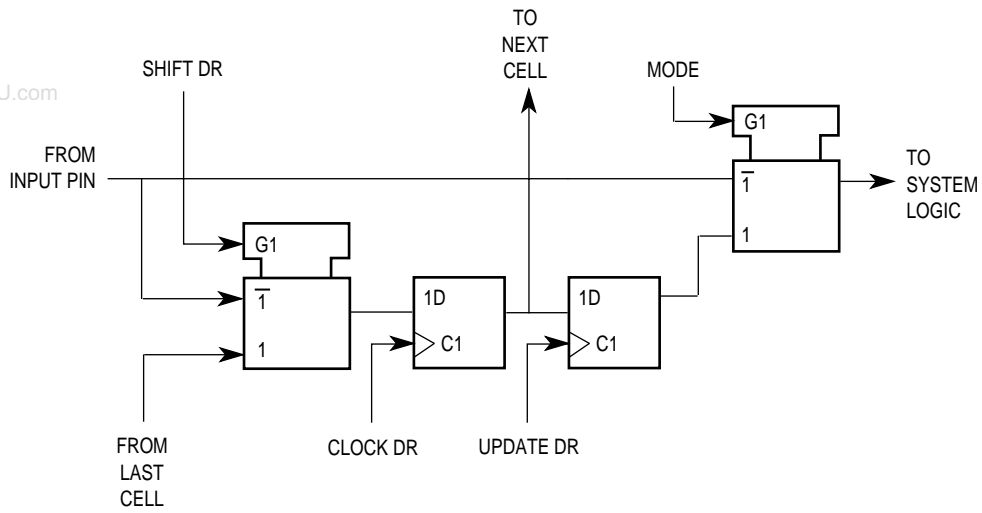 TO
NEXT
CELL
SHIFT DR
MODE
U.com
G1
FROM
INPUT PIN
TO
SYSTEM
LOGIC
1̅
1
G1
1̅
1
1D
C1
1D
C1
FROM
LAST
CELL
CLOCK DR
UPDATE DR